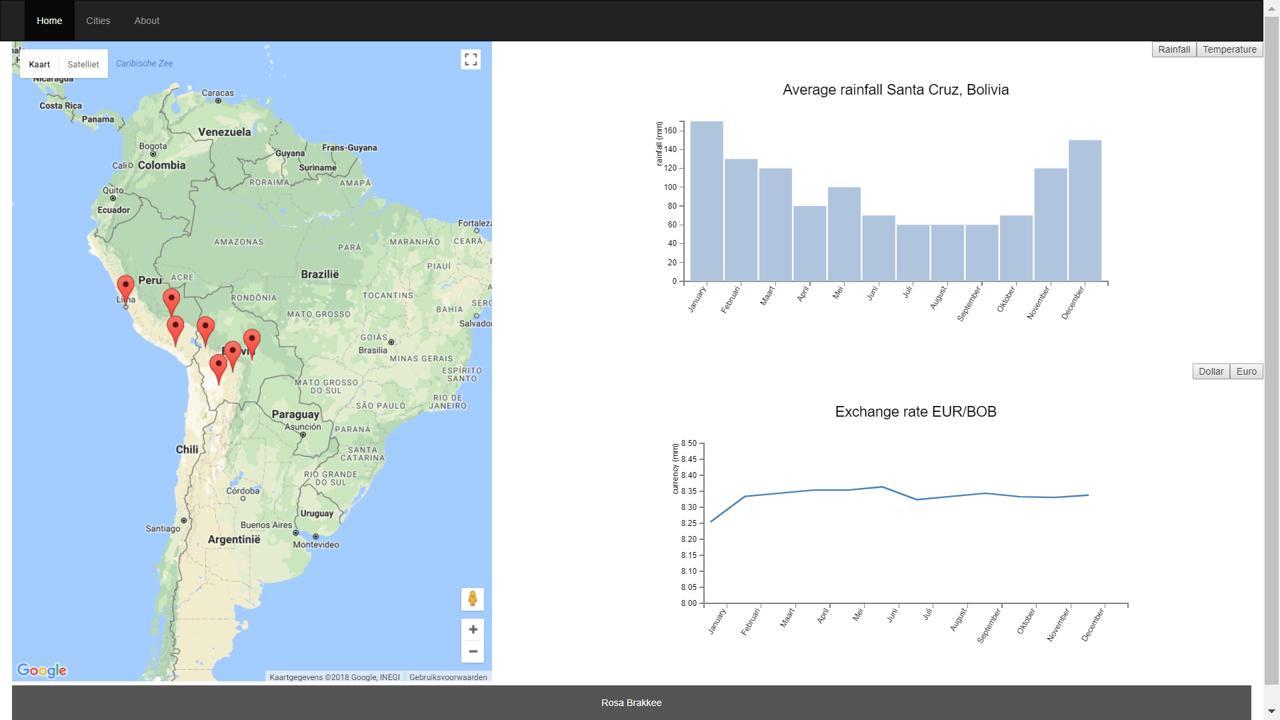 Home Cities About
Rainfall Temperature
Kaart Satelliet
Caribische Zee
Nicaragua
Costa Rica
Panama
Caracas
Venezuela
Bogota
Colombia
Cali
Guyana
Frans-Guyana
Suriname
RORAIMA
AMAPÁ
Quito
Ecuador
AMAZONAS
PARÁ
MARANHÃO
CEARÁ
Fortaleza
PIAUÍ
Peru
ACRE
Brazilië
RONDÔNIA
TOCANTINS
MATO GROSSO
BAHIA
Salvador
Lima
GOIÁS
Brasilia
MINAS GERAIS
MATO GROSSO
DO SUL
ESPÍRITO
SANTO
SÃO PAULO
RIO DE
JANEIRO
Paraguay
Asunción
PARANÁ
SANTA
CATARINA
Chili
RIO GRANDE
DO SUL
Córdoba
Uruguay
Santiago
Buenos Aires
Argentinië
Montevideo
Google
Kaartgegevens ©2018 Google, INEGI Gebruiksvoorwaarden
Average rainfall Santa Cruz, Bolivia
rainfall (mm)
160
140
120
100
80
60
40
20
0
January Februari Maart April Mei Juni Juli August September Oktober November December
Dollar Euro
Exchange rate EUR/BOB
currency (mm)
8.50
8.45
8.40
8.35
8.30
8.25
8.20
8.15
8.10
8.05
8.00
January Februari Maart April Mei Juni Juli August September Oktober November December
Rosa Brakkee